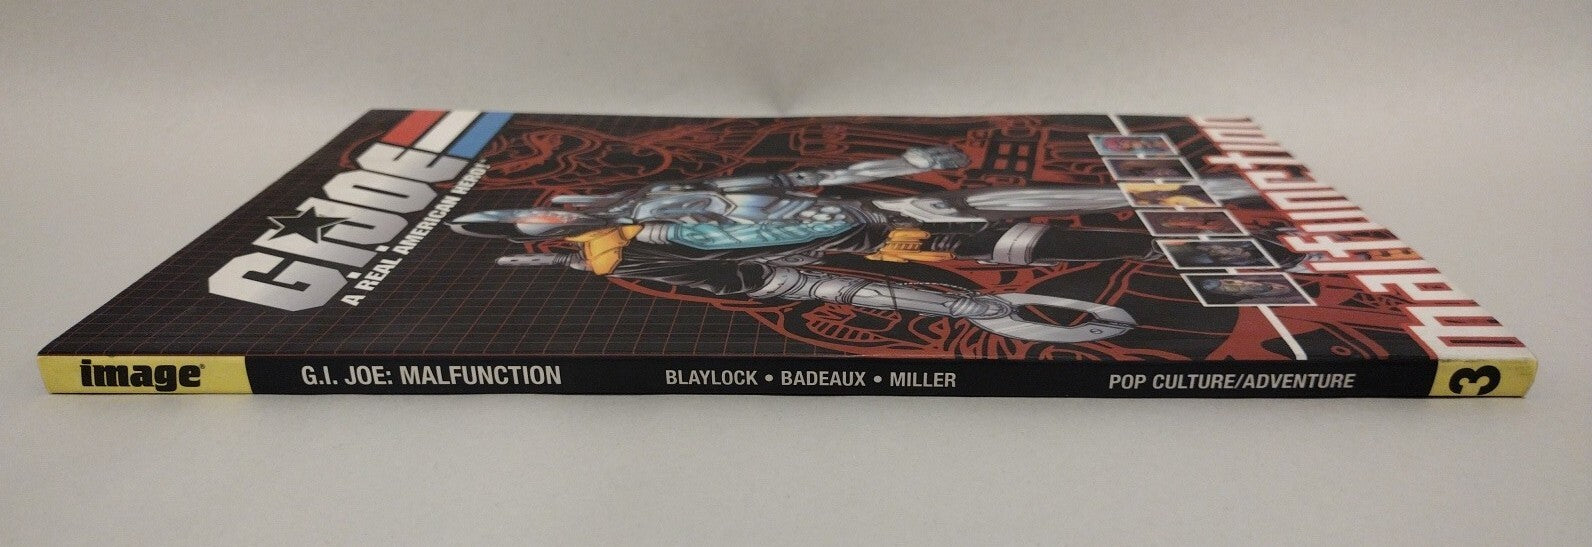 G.I. JOE
A REAL AMERICAN HERO!
malfunction
image
G.I. JOE: MALFUNCTION
BLAYLOCK • BADEAUX • MILLER
POP CULTURE/ADVENTURE
3